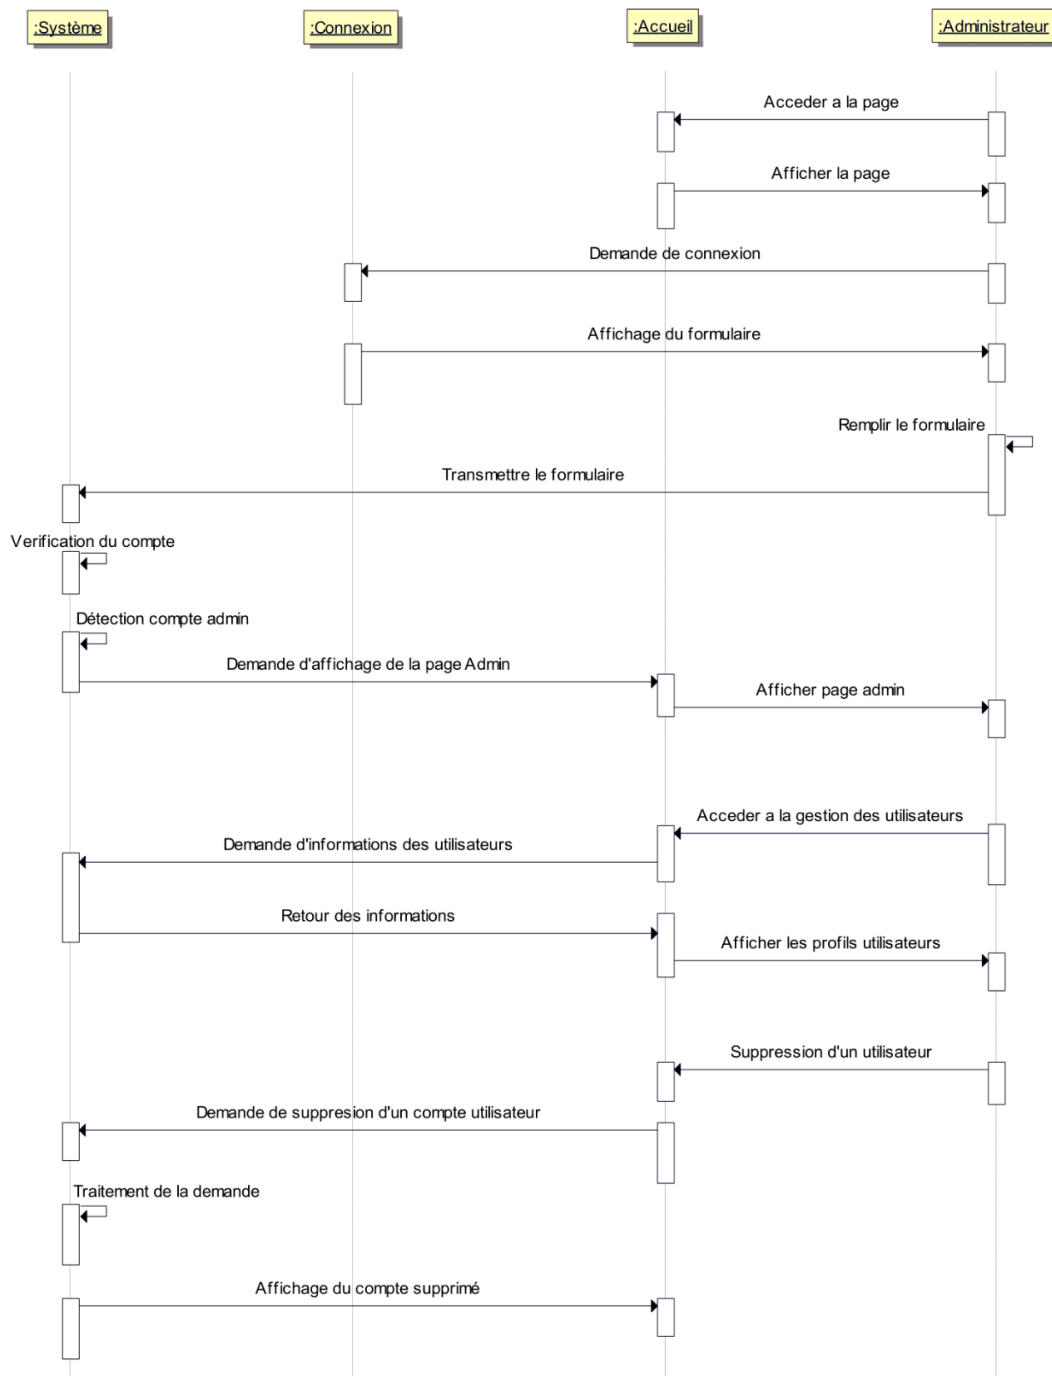 :Système
:Connexion
:Accueil
:Administrateur
Acceder a la page
Afficher la page
Demande de connexion
Affichage du formulaire
Remplir le formulaire
Transmettre le formulaire
Verification du compte
Détection compte admin
Demande d'affichage de la page Admin
Afficher page admin
Acceder a la gestion des utilisateurs
Demande d'informations des utilisateurs
Retour des informations
Afficher les profils utilisateurs
Suppression d'un utilisateur
Demande de suppresion d'un compte utilisateur
Traitement de la demande
Affichage du compte supprimé